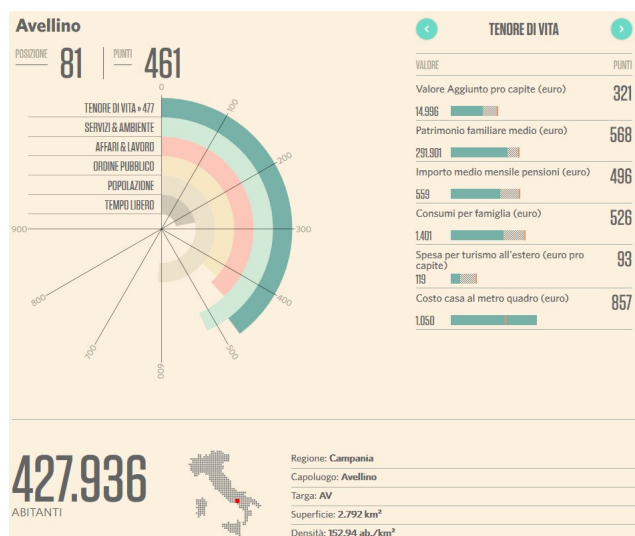 Avellino
POSIZIONE 81 PUNTI 461
0
100
200
300
400
500
600
700
800
900
TENORE DI VITA » 477
SERVIZI & AMBIENTE
AFFARI & LAVORO
ORDINE PUBBLICO
POPOLAZIONE
TEMPO LIBERO
TENORE DI VITA
VALORE PUNTI
Valore Aggiunto pro capite (euro) 321
14.996
Patrimonio familiare medio (euro) 568
291.901
Importo medio mensile pensioni (euro) 496
559
Consumi per famiglia (euro) 526
1.401
Spesa per turismo all'estero (euro pro
capite) 93
119
Costo casa al metro quadro (euro) 857
1.050
427.936
ABITANTI
Regione: Campania
Capoluogo: Avellino
Targa: AV
Superficie: 2.792 km²
Densità: 152,94 ab./km²